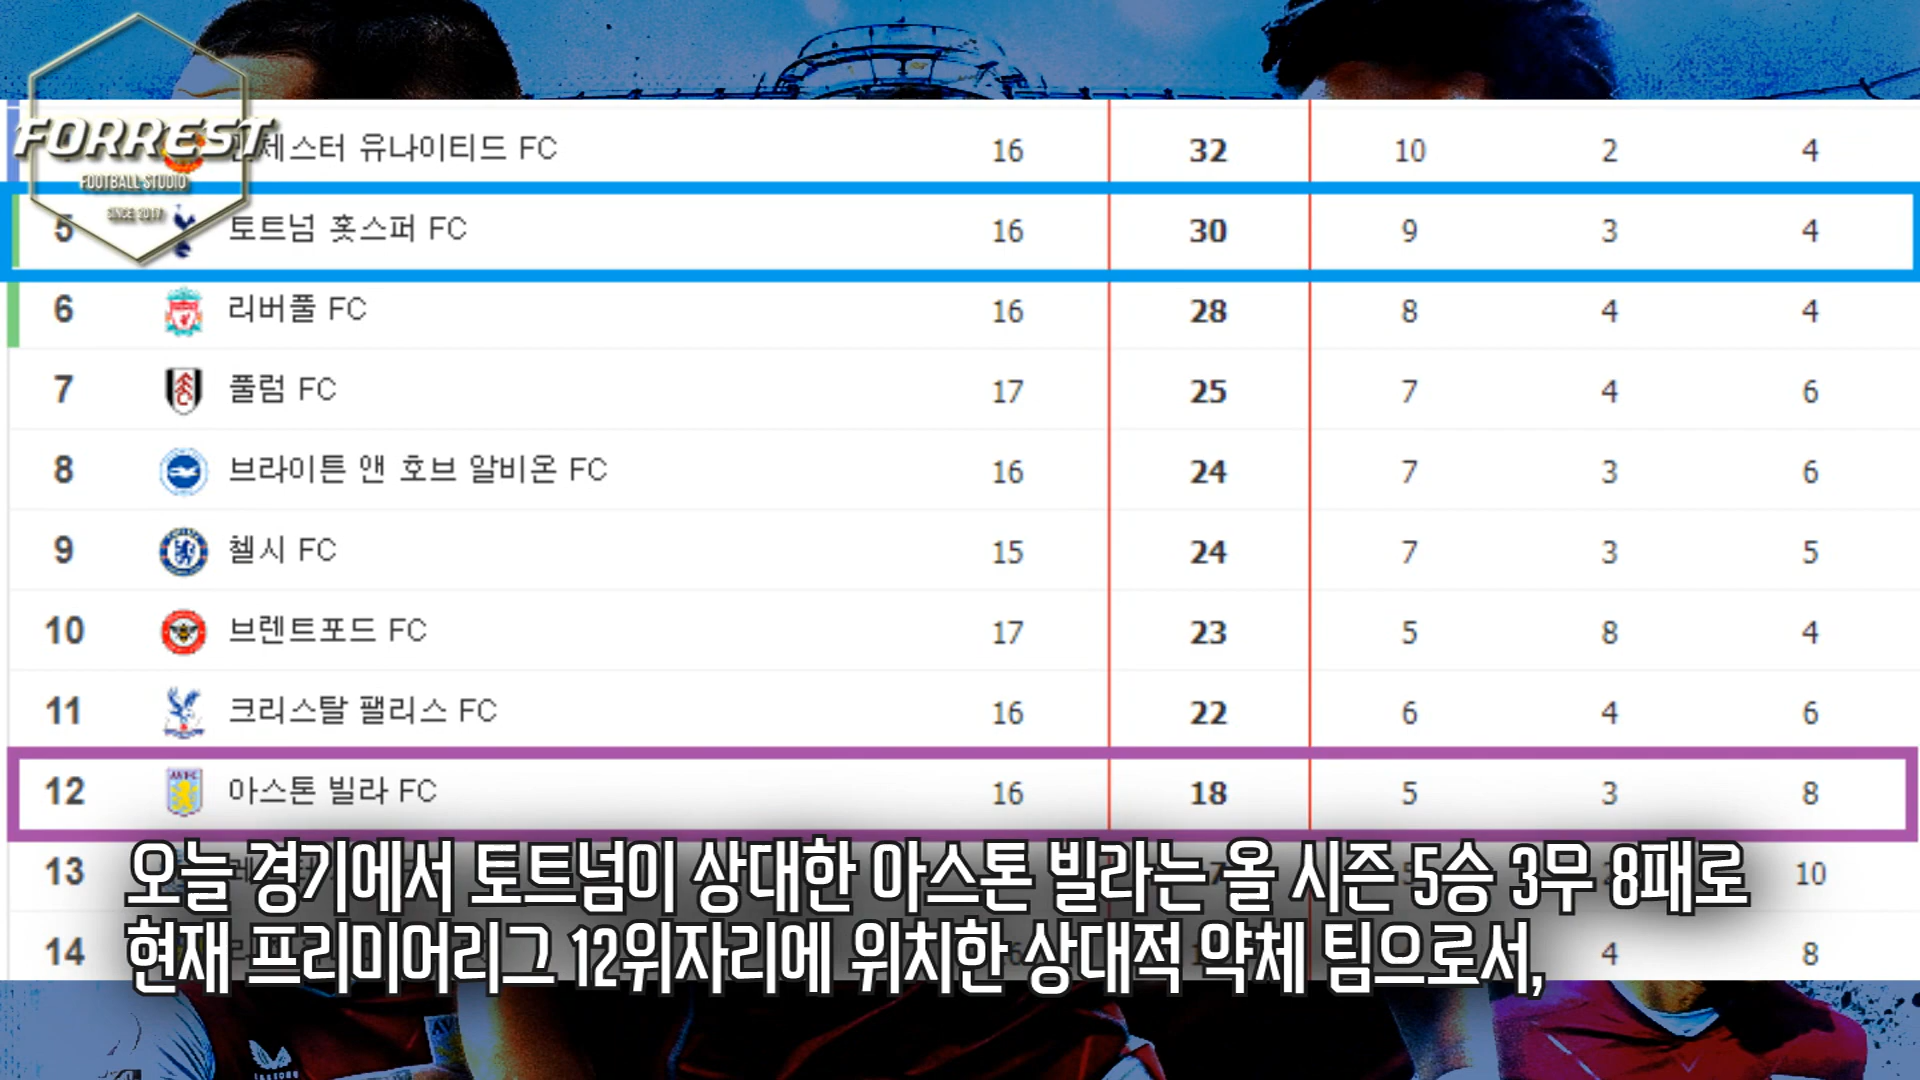 FORREST
FOOTBALL STUDIO
SINCE 2017
체스터 유나이티드 FC 16 32 10 2 4
5 토트넘 홋스퍼 FC 16 30 9 3 4
6 리버풀 FC 16 28 8 4 4
7 풀럼 FC 17 25 7 4 6
8 브라이튼 앤 호브 알비온 FC 16 24 7 3 6
9 첼시 FC 15 24 7 3 5
10 브렌트포드 FC 17 23 5 8 4
11 크리스탈 팰리스 FC 16 22 6 4 6
12 아스톤 빌라 FC 16 18 5 3 8
13 10
14 4 8
오늘 경기에서 토트넘이 상대한 아스톤 빌라는 올 시즌 5승 3무 8패로
현재 프리미어리그 12위자리에 위치한 상대적 약체 팀으로서,